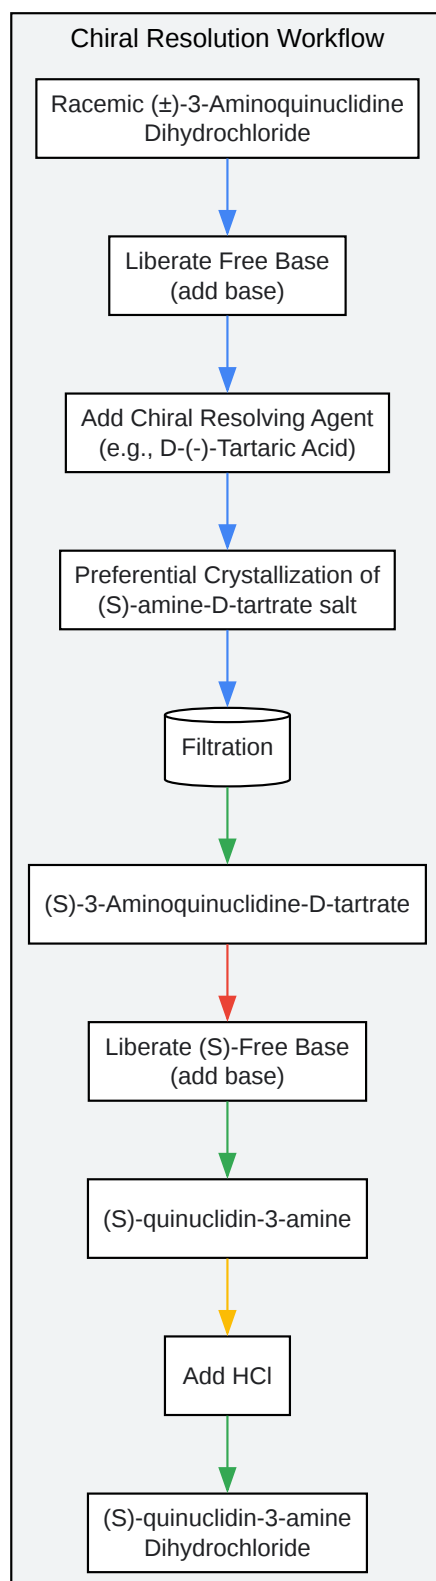 Chiral Resolution Workflow
Racemic (±)-3-Aminoquinuclidine
Dihydrochloride
Liberate Free Base
(add base)
Add Chiral Resolving Agent
(e.g., D-(-)-Tartaric Acid)
Preferential Crystallization of
(S)-amine-D-tartrate salt
Filtration
(S)-3-Aminoquinuclidine-D-tartrate
Liberate (S)-Free Base
(add base)
(S)-quinuclidin-3-amine
Add HCl
(S)-quinuclidin-3-amine
Dihydrochloride